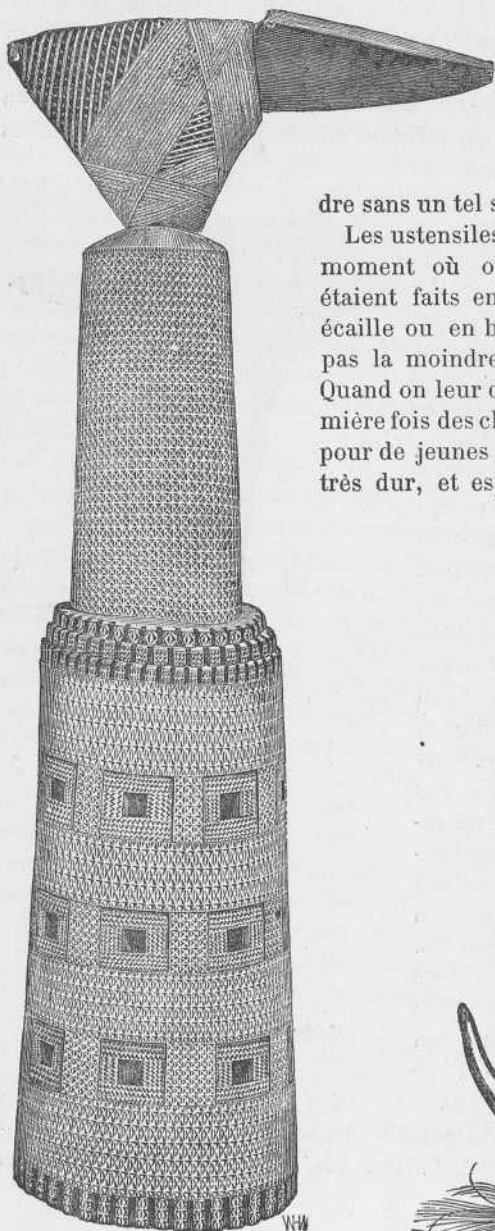 dre sans un tel s
Les ustensiles
moment où o
étaient faits en
écaille ou en b
pas la moindre
Quand on leur d
mière fois des cl
pour de jeunes
très dur, et es